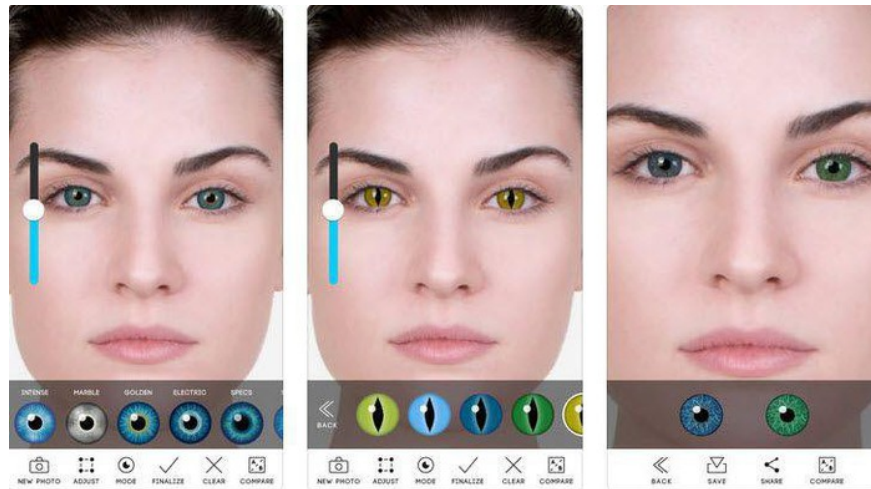 INTENSE MARBLE GOLDEN ELECTRIC SPECS
NEW PHOTO ADJUST MODE FINALIZE CLEAR COMPARE
BACK
NEW PHOTO ADJUST MODE FINALIZE CLEAR COMPARE
BACK SAVE SHARE COMPARE